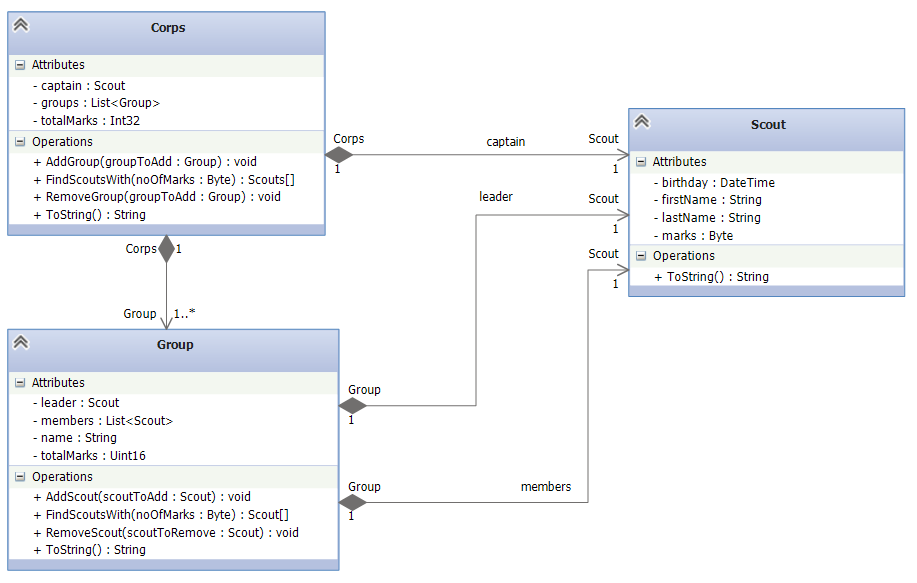 Corps
Attributes
- captain : Scout
- groups : List<Group>
- totalMarks : Int32
Operations
+ AddGroup(groupToAdd : Group) : void
+ FindScoutsWith(noOfMarks : Byte) : Scouts[]
+ RemoveGroup(groupToAdd : Group) : void
+ ToString() : String
Corps
1
captain
Scout
1
leader
Scout
1
Scout
1
Scout
Attributes
- birthday : DateTime
- firstName : String
- lastName : String
- marks : Byte
Operations
+ ToString() : String
Corps 1
Group 1..*
Group
Attributes
- leader : Scout
- members : List<Scout>
- name : String
- totalMarks : Uint16
Operations
+ AddScout(scoutToAdd : Scout) : void
+ FindScoutsWith(noOfMarks : Byte) : Scout[]
+ RemoveScout(scoutToRemove : Scout) : void
+ ToString() : String
Group
1
Group
1
members